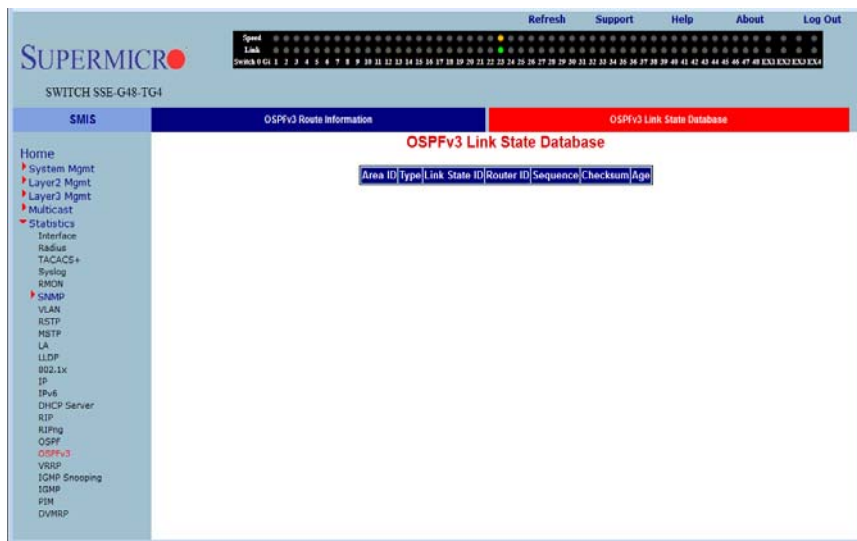 Refresh Support Help About Log Out
Speed
Link
Switch 0 Gi 1 2 3 4 5 6 7 8 9 10 11 12 13 14 15 16 17 18 19 20 21 22 23 24 25 26 27 28 29 30 31 32 33 34 35 36 37 38 39 40 41 42 43 44 45 46 47 48 EX1 EX2 EX3 EX4
SUPERMICRO
SWITCH SSE-G48-TG4
SMIS
OSPFv3 Route Information
OSPFv3 Link State Database
Home
System Mgmt
Layer2 Mgmt
Layer3 Mgmt
Multicast
Statistics
Interface
Radius
TACACS+
Syslog
RMON
SNMP
VLAN
RSTP
MSTP
LA
LLDP
802.1x
IP
IPv6
DHCP Server
RIP
RIPng
OSPF
OSPFv3
VRRP
IGMP Snooping
IGMP
PIM
DVMRP
OSPFv3 Link State Database
Area ID Type Link State ID Router ID Sequence Checksum Age